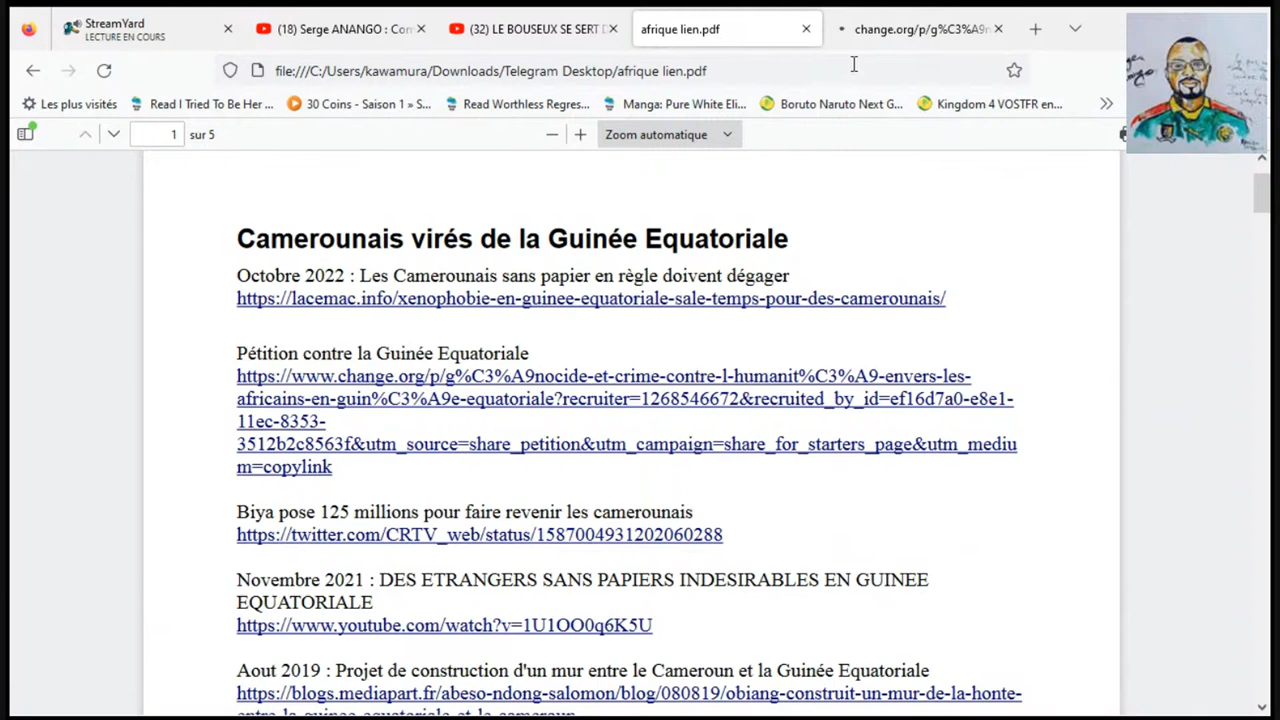 StreamYard
LECTURE EN COURS
(18) Serge ANANGO : Con
(32) LE BOUSEUX SE SERT D
afrique lien.pdf
change.org/p/g%C3%A9n
file:///C:/Users/kawamura/Downloads/Telegram Desktop/afrique lien.pdf
Les plus visités
Read I Tried To Be Her ...
30 Coins - Saison 1 » S...
Read Worthless Regres...
Manga: Pure White Eli...
Boruto Naruto Next G...
Kingdom 4 VOSTFR en...
1 sur 5
Zoom automatique
Camerounais virés de la Guinée Equatoriale
Octobre 2022 : Les Camerounais sans papier en règle doivent dégager
https://lacemac.info/xenophobie-en-guinee-equatoriale-sale-temps-pour-des-camerounais/
Pétition contre la Guinée Equatoriale
https://www.change.org/p/g%C3%A9nocide-et-crime-contre-l-humanit%C3%A9-envers-les-
africains-en-guin%C3%A9e-equatoriale?recruiter=1268546672&recruited_by_id=ef16d7a0-e8e1-
11ec-8353-
3512b2c8563f&utm_source=share_petition&utm_campaign=share_for_starters_page&utm_mediu
m=copylink
Biya pose 125 millions pour faire revenir les camerounais
https://twitter.com/CRTV_web/status/1587004931202060288
Novembre 2021 : DES ETRANGERS SANS PAPIERS INDESIRABLES EN GUINEE
EQUATORIALE
https://www.youtube.com/watch?v=1U1OO0q6K5U
Aout 2019 : Projet de construction d'un mur entre le Cameroun et la Guinée Equatoriale
https://blogs.mediapart.fr/abeso-ndong-salomon/blog/080819/obiang-construit-un-mur-de-la-honte-
entre-la-guinee-equatoriale-et-le-cameroun